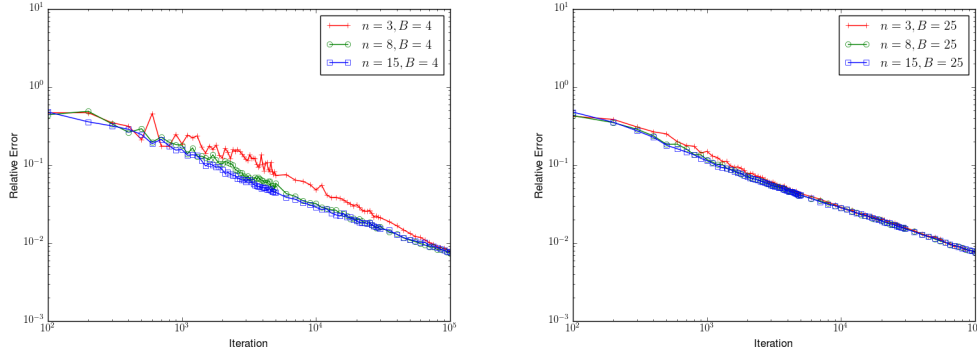 10^1
10^0
10^{-1}
10^{-2}
10^{-3}
Relative Error
n = 3, B = 4
n = 8, B = 4
n = 15, B = 4
10^2
10^3
10^4
10^5
Iteration
10^1
10^0
10^{-1}
10^{-2}
10^{-3}
Relative Error
n = 3, B = 25
n = 8, B = 25
n = 15, B = 25
10^2
10^3
10^4
10^5
Iteration